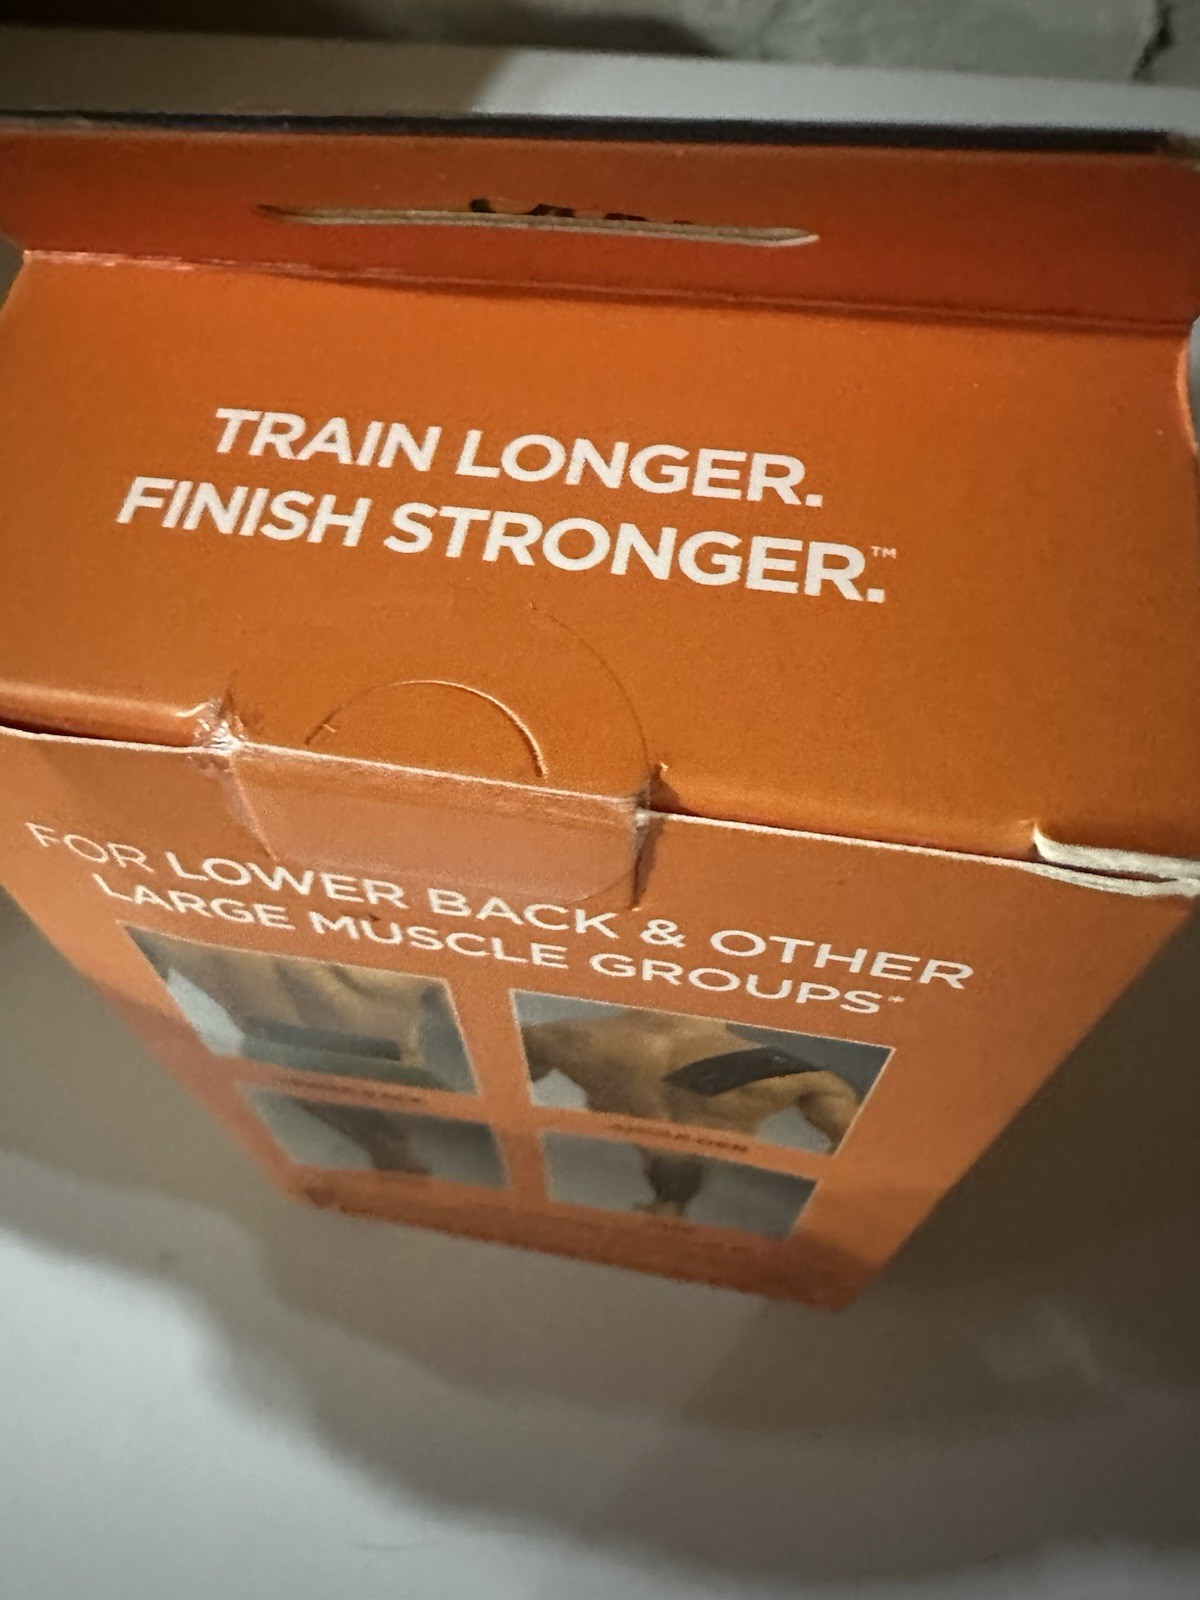 TRAIN LONGER.
FINISH STRONGER.™
FOR LOWER BACK & OTHER
LARGE MUSCLE GROUPS*